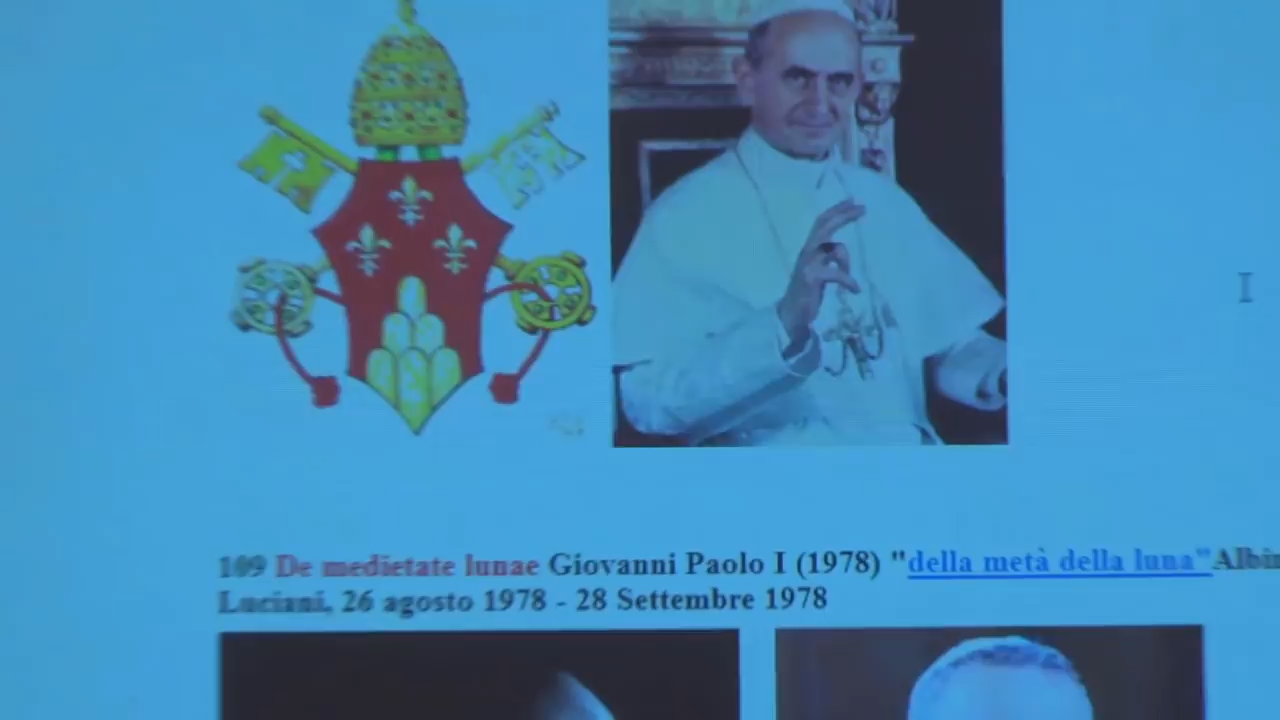 109 De medietate lunae Giovanni Paolo I (1978) "della metà della luna"Albin
Luciani, 26 agosto 1978 - 28 Settembre 1978